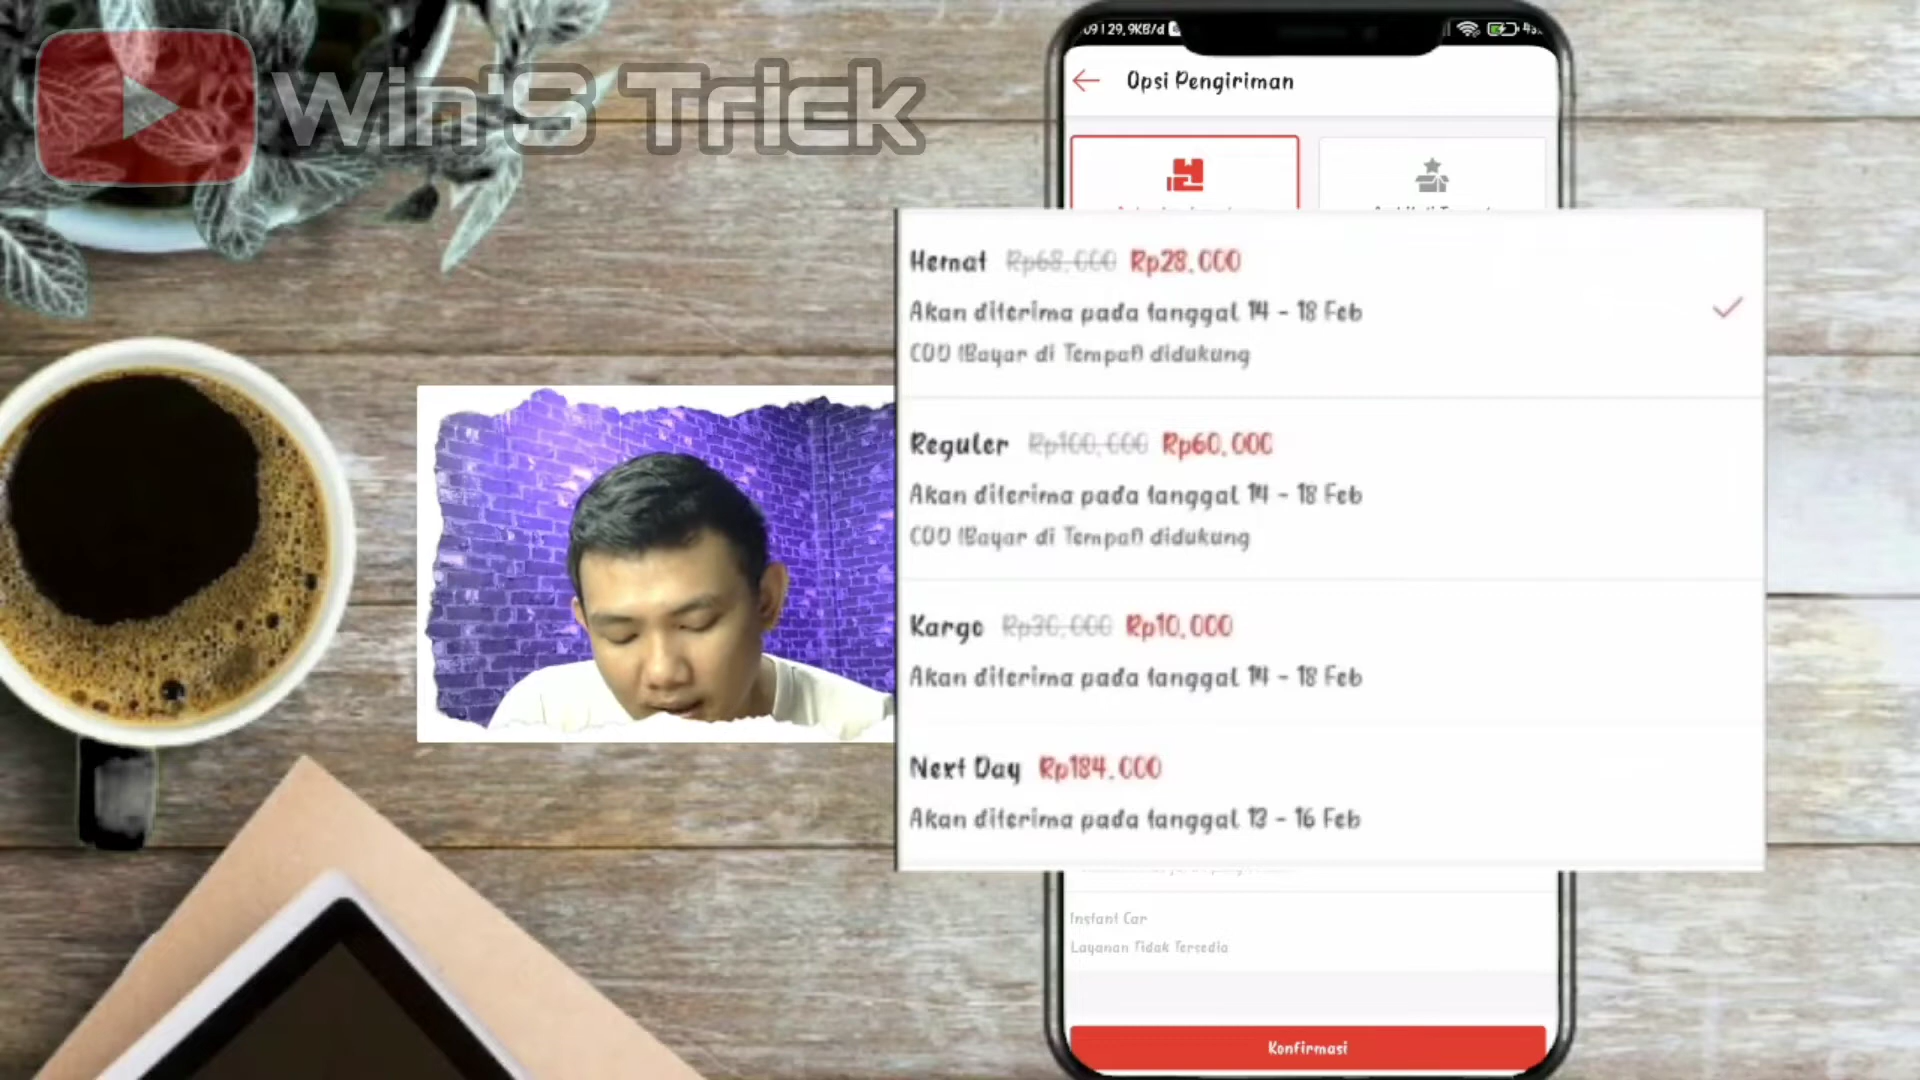 Win'S Trick
29,9KB/d
Opsi Pengiriman
Hemat Rp68.000 Rp28.000
Akan diterima pada tanggal 14 - 18 Feb
COD (Bayar di Tempat) didukung
Reguler Rp100.000 Rp60.000
Akan diterima pada tanggal 14 - 18 Feb
COD (Bayar di Tempat) didukung
Kargo Rp30.000 Rp10.000
Akan diterima pada tanggal 14 - 18 Feb
Next Day Rp184.000
Akan diterima pada tanggal 13 - 16 Feb
Instant Car
Layanan Tidak Tersedia
Konfirmasi